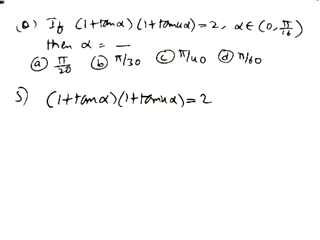 (Q) If (1+tanα)(1+tan4α)=2, α∈(0, π/16)
then α = —
(a) π/20 (b) π/30 (c) π/40 (d) π/60
S) (1+tanα)(1+tan4α)=2